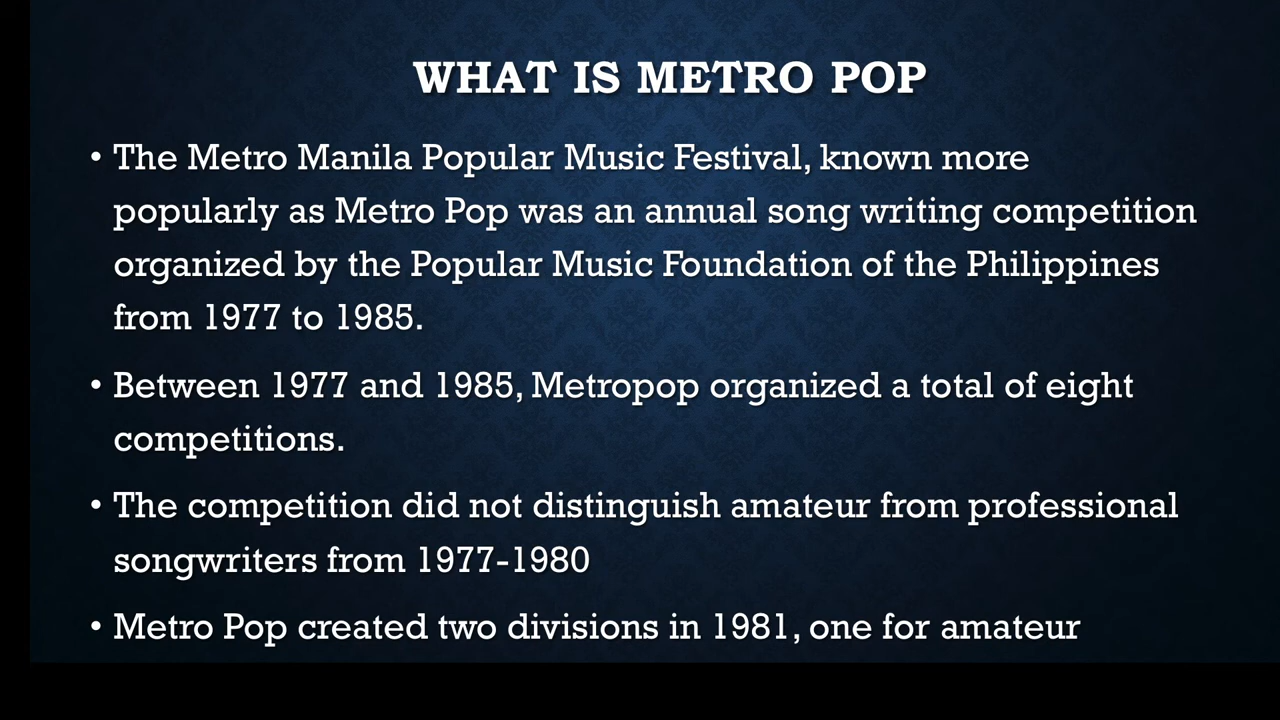 WHAT IS METRO POP
• The Metro Manila Popular Music Festival, known more
popularly as Metro Pop was an annual song writing competition
organized by the Popular Music Foundation of the Philippines
from 1977 to 1985.
• Between 1977 and 1985, Metropop organized a total of eight
competitions.
• The competition did not distinguish amateur from professional
songwriters from 1977-1980
• Metro Pop created two divisions in 1981, one for amateur